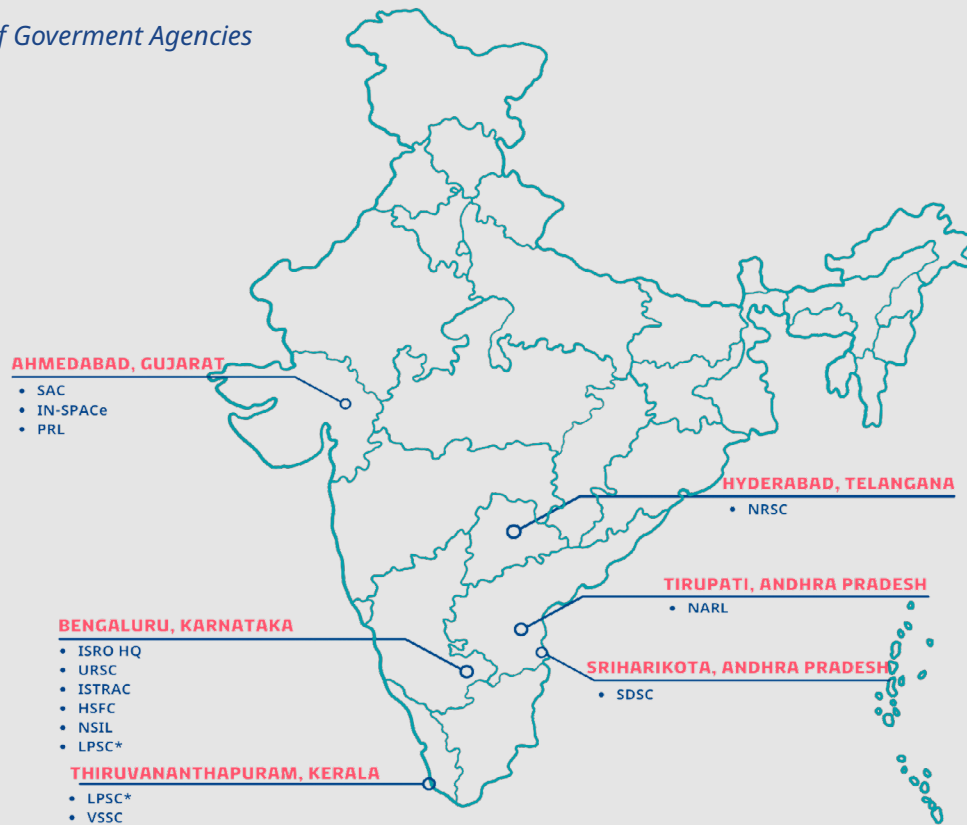 f Goverment Agencies
AHMEDABAD, GUJARAT
• SAC
• IN-SPACe
• PRL
HYDERABAD, TELANGANA
• NRSC
TIRUPATI, ANDHRA PRADESH
• NARL
BENGALURU, KARNATAKA
• ISRO HQ
• URSC
• ISTRAC
• HSFC
• NSIL
• LPSC*
SRIHARIKOTA, ANDHRA PRADESH
• SDSC
THIRUVANANTHAPURAM, KERALA
• LPSC*
• VSSC